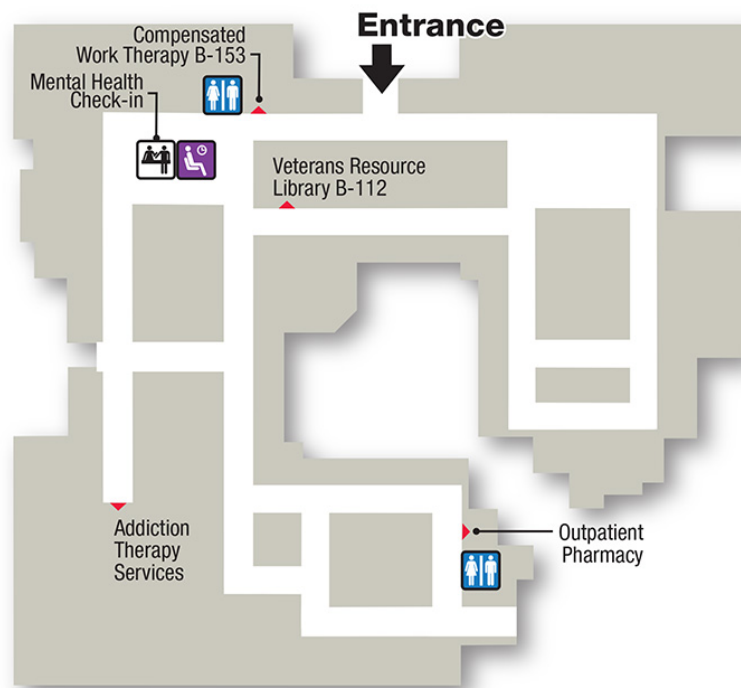 Entrance
Compensated
Work Therapy B-153
Mental Health
Check-in
Veterans Resource
Library B-112
Addiction
Therapy
Services
Outpatient
Pharmacy